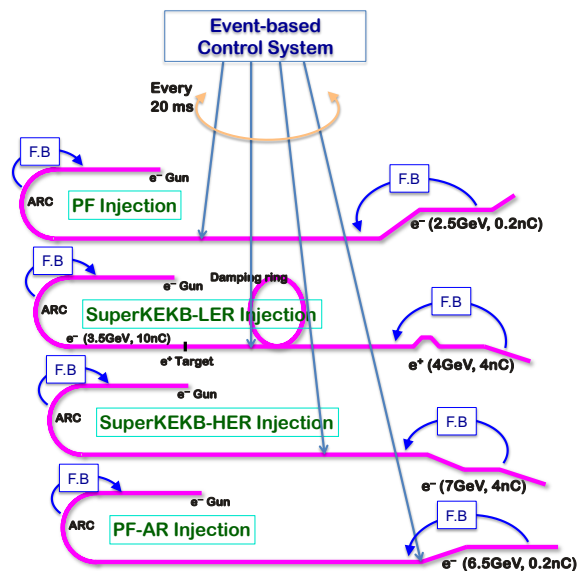 Event-based
Control System
Every
20 ms
F.B
e⁻ Gun
ARC
PF Injection
F.B
e⁻ (2.5GeV, 0.2nC)
F.B
Damping ring
e⁻ Gun
ARC
SuperKEKB-LER Injection
F.B
e⁻ (3.5GeV, 10nC)
e⁺ Target
e⁺ (4GeV, 4nC)
F.B
e⁻ Gun
ARC
SuperKEKB-HER Injection
F.B
e⁻ (7GeV, 4nC)
F.B
e⁻ Gun
ARC
PF-AR Injection
F.B
e⁻ (6.5GeV, 0.2nC)